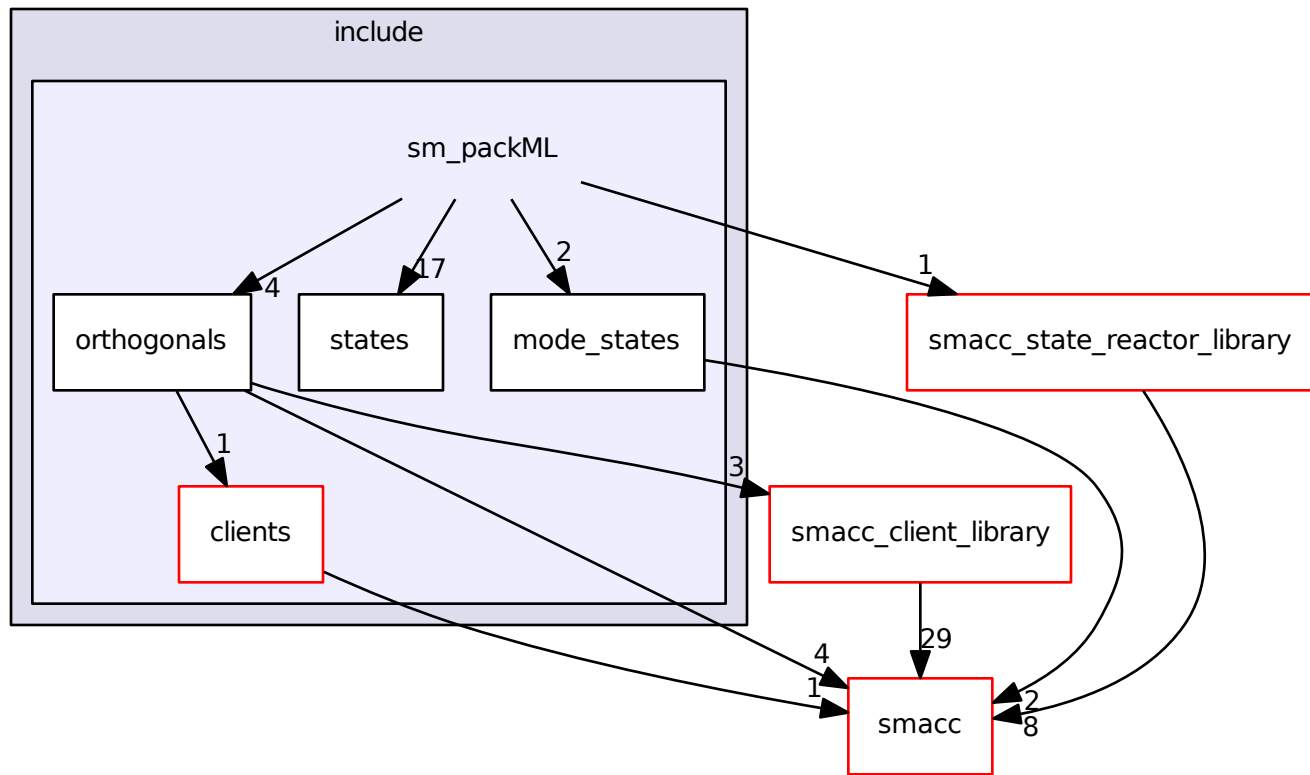 include
sm_packML
1
2
17
4
orthogonals
states
mode_states
smacc_state_reactor_library
1
3
clients
smacc_client_library
29
4
1
2
8
smacc